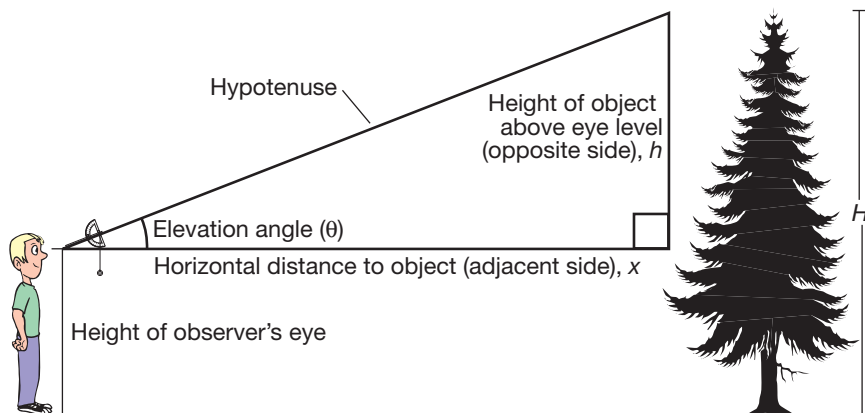 Hypotenuse
Height of object
above eye level
(opposite side), h
H
Elevation angle (θ)
Horizontal distance to object (adjacent side), x
Height of observer's eye